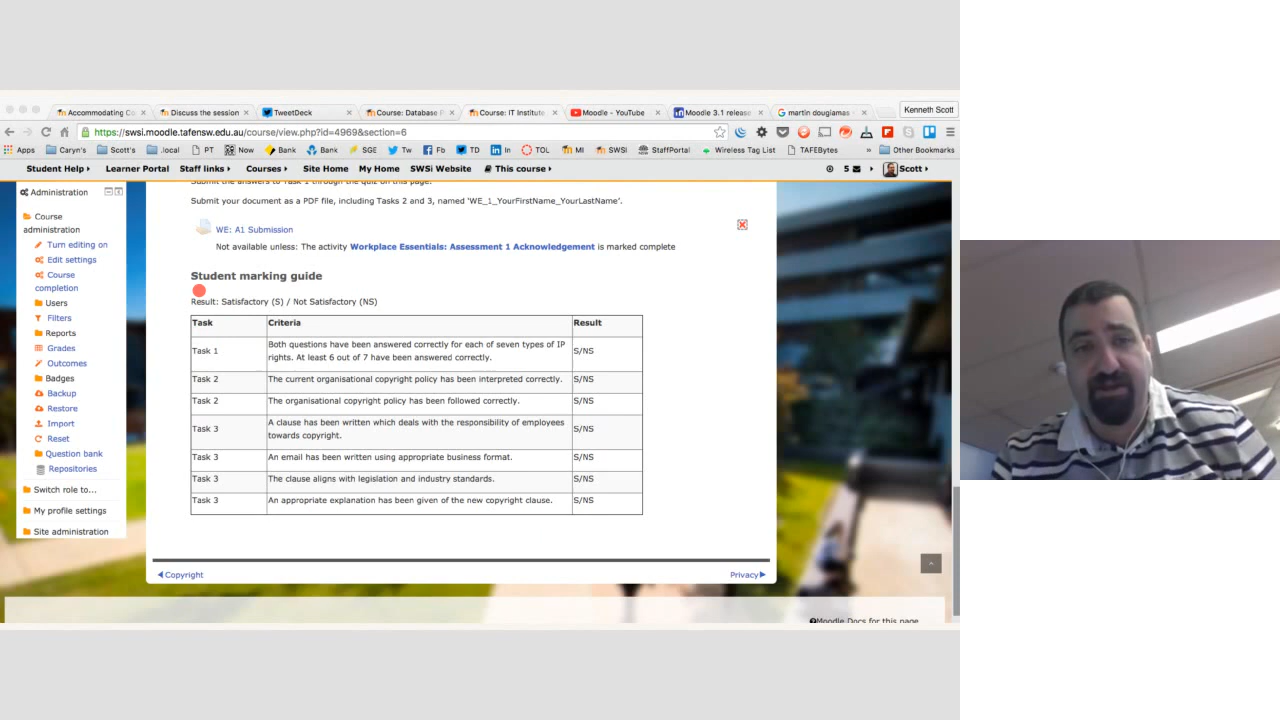 Accommodating Co
Discuss the session
TweetDeck
Course: Database P
Course: IT Institute
Moodle - YouTube
Moodle 3.1 release
martin dougiamas
Kenneth Scott
https://swsi.moodle.tafensw.edu.au/course/view.php?id=4969&section=6
Apps Caryn's Scott's .local PT Now Bank Bank SGE Tw Fb TD In TOL MI SWSI StaffPortal Wireless Tag List TAFEBytes » Other Bookmarks
Student Help Learner Portal Staff links Courses Site Home My Home SWSi Website This course 5 Scott
Administration
Course administration
Turn editing on
Edit settings
Course completion
Users
Filters
Reports
Grades
Outcomes
Badges
Backup
Restore
Import
Reset
Question bank
Repositories
Switch role to...
My profile settings
Site administration
Submit the answers to Task 1 through the quiz on this page.
Submit your document as a PDF file, including Tasks 2 and 3, named 'WE_1_YourFirstName_YourLastName'.
WE: A1 Submission
Not available unless: The activity Workplace Essentials: Assessment 1 Acknowledgement is marked complete
Student marking guide
Result: Satisfactory (S) / Not Satisfactory (NS)
Task Criteria Result
Task 1 Both questions have been answered correctly for each of seven types of IP rights. At least 6 out of 7 have been answered correctly. S/NS
Task 2 The current organisational copyright policy has been interpreted correctly. S/NS
Task 2 The organisational copyright policy has been followed correctly. S/NS
Task 3 A clause has been written which deals with the responsibility of employees towards copyright. S/NS
Task 3 An email has been written using appropriate business format. S/NS
Task 3 The clause aligns with legislation and industry standards. S/NS
Task 3 An appropriate explanation has been given of the new copyright clause. S/NS
Copyright
Privacy
Moodle Docs for this page